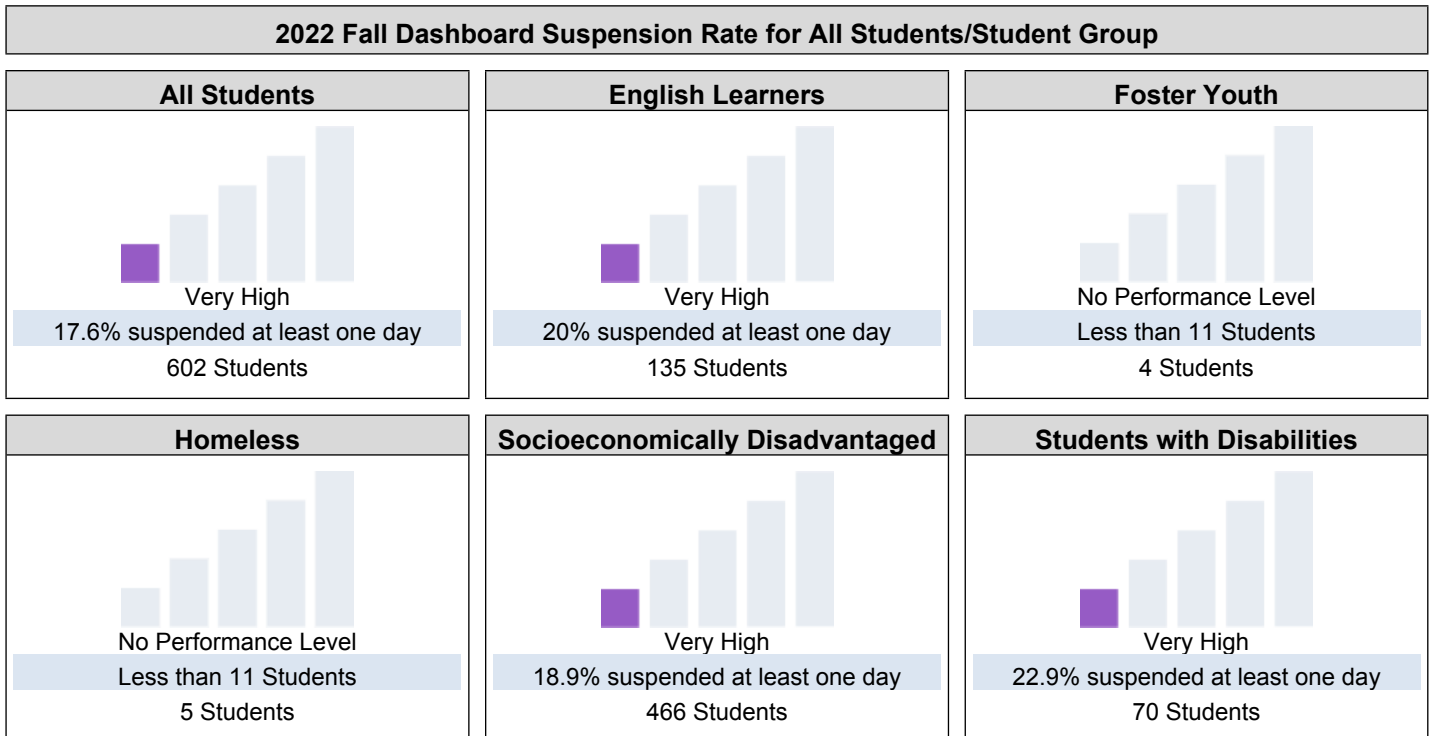 2022 Fall Dashboard Suspension Rate for All Students/Student Group
All Students
Very High
17.6% suspended at least one day
602 Students
English Learners
Very High
20% suspended at least one day
135 Students
Foster Youth
No Performance Level
Less than 11 Students
4 Students
Homeless
No Performance Level
Less than 11 Students
5 Students
Socioeconomically Disadvantaged
Very High
18.9% suspended at least one day
466 Students
Students with Disabilities
Very High
22.9% suspended at least one day
70 Students